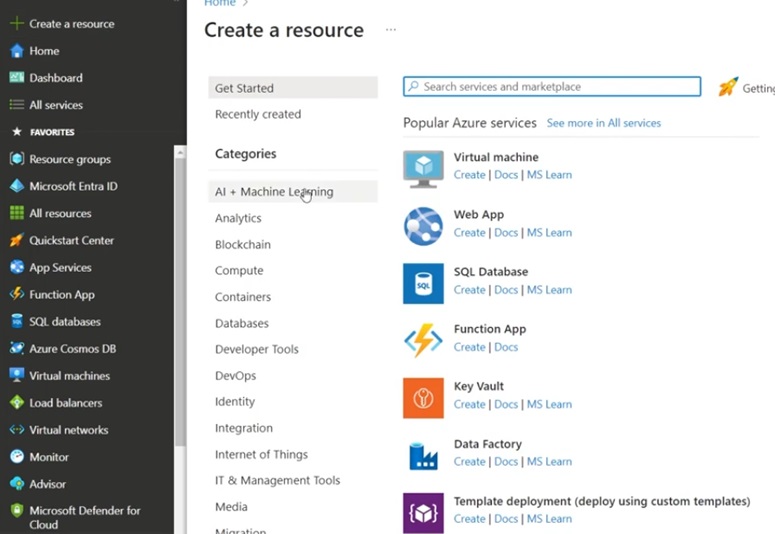 Home >
Create a resource ...
Create a resource
Home
Dashboard
All services
FAVORITES
Resource groups
Microsoft Entra ID
All resources
Quickstart Center
App Services
Function App
SQL databases
Azure Cosmos DB
Virtual machines
Load balancers
Virtual networks
Monitor
Advisor
Microsoft Defender for
Cloud
Get Started
Recently created
Categories
AI + Machine Learning
Analytics
Blockchain
Compute
Containers
Databases
Developer Tools
DevOps
Identity
Integration
Internet of Things
IT & Management Tools
Media
Migration
Search services and marketplace
Getting
Popular Azure services See more in All services
Virtual machine
Create | Docs | MS Learn
Web App
Create | Docs | MS Learn
SQL
SQL Database
Create | Docs | MS Learn
Function App
Create | Docs
Key Vault
Create | Docs | MS Learn
Data Factory
Create | Docs | MS Learn
Template deployment (deploy using custom templates)
Create | Docs | MS Learn